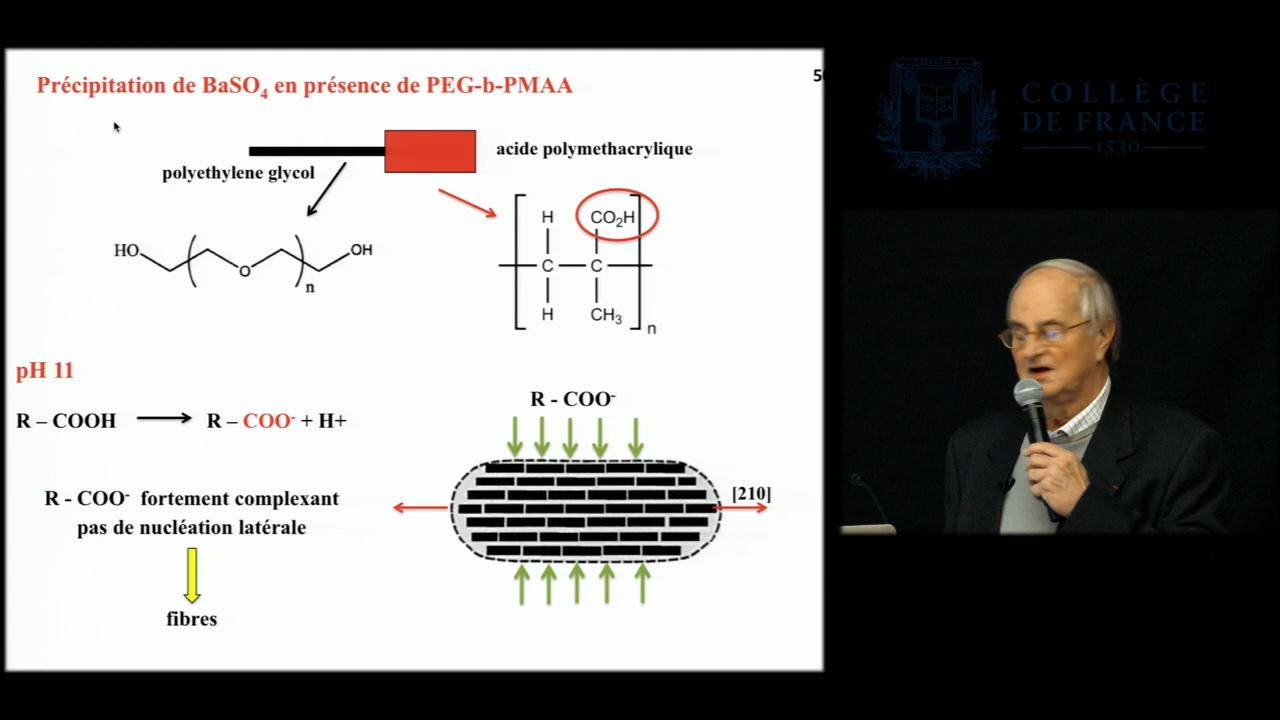 Précipitation de BaSO4 en présence de PEG-b-PMAA
polyethylene glycol
acide polymethacrylique
HO
O
OH
n
H
CO2H
C
C
H
CH3
n
pH 11
R – COOH
R – COO- + H+
R - COO- fortement complexant
pas de nucléation latérale
fibres
R - COO-
[210]
COLLÈGE
DE FRANCE
1530